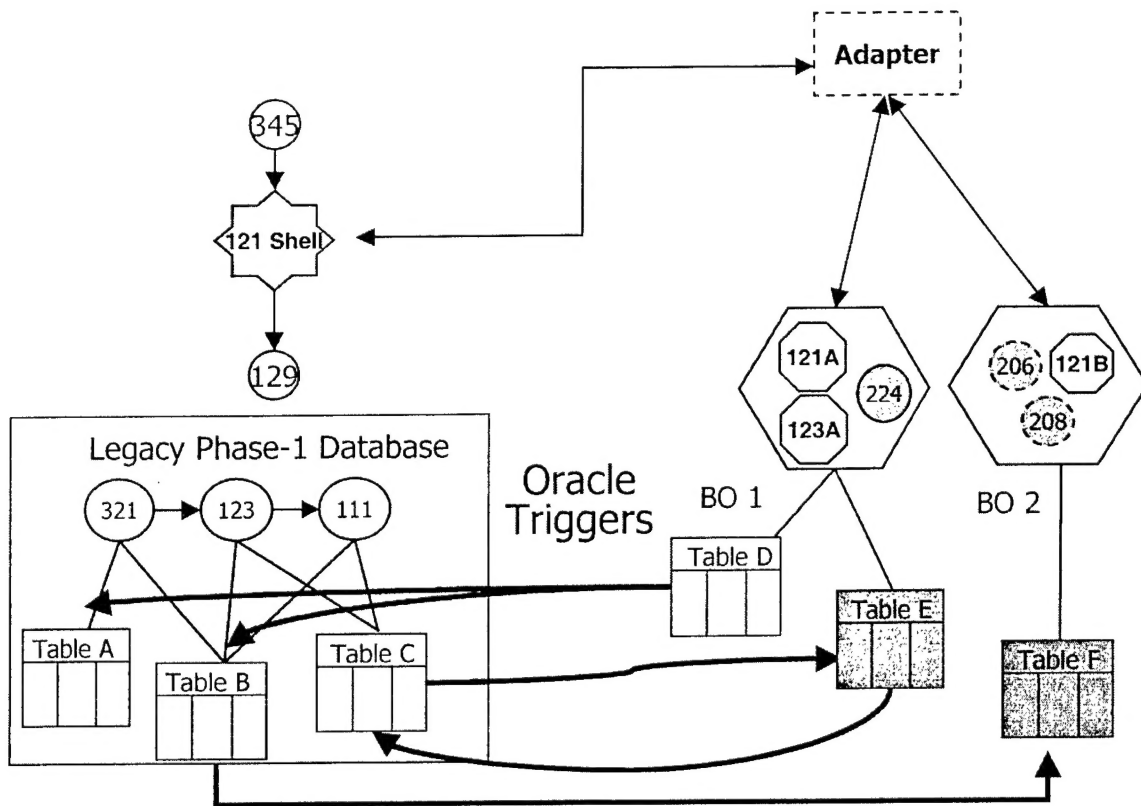 Adapter
345
121 Shell
129
121A
224
123A
206
121B
208
Legacy Phase-1 Database
321
123
111
Oracle
Triggers
BO 1
BO 2
Table D
Table E
Table A
Table B
Table C
Table F